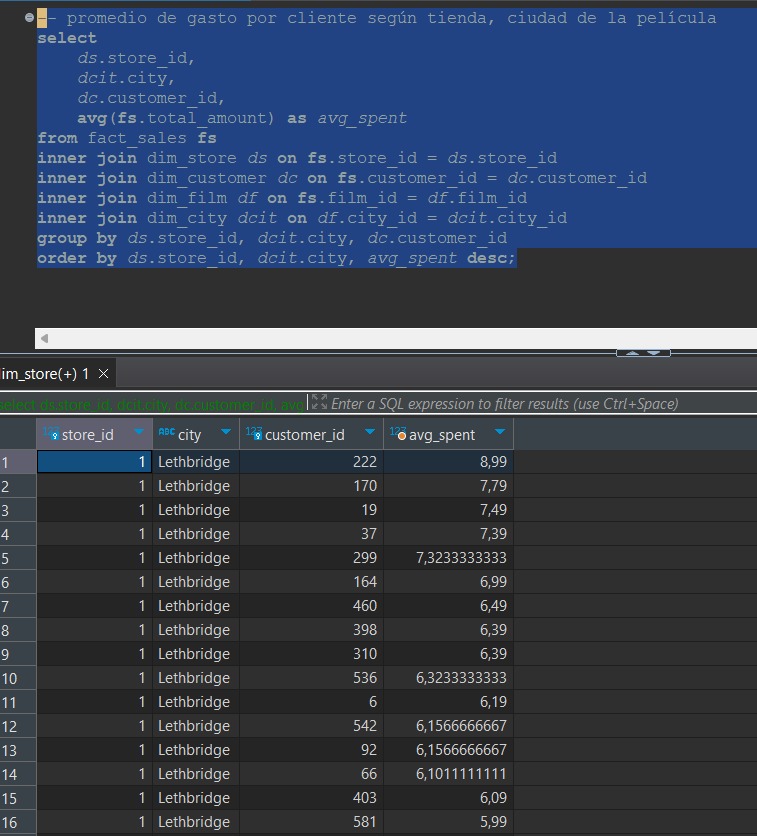 -- promedio de gasto por cliente según tienda, ciudad de la película
select
ds.store_id,
dcit.city,
dc.customer_id,
avg(fs.total_amount) as avg_spent
from fact_sales fs
inner join dim_store ds on fs.store_id = ds.store_id
inner join dim_customer dc on fs.customer_id = dc.customer_id
inner join dim_film df on fs.film_id = df.film_id
inner join dim_city dcit on df.city_id = dcit.city_id
group by ds.store_id, dcit.city, dc.customer_id
order by ds.store_id, dcit.city, avg_spent desc;
im_store(+) 1
select ds.store_id, dcit.city, dc.customer_id, avg Enter a SQL expression to filter results (use Ctrl+Space)
123 store_id ABC city 123 customer_id 123 avg_spent
1 1 Lethbridge 222 8,99
2 1 Lethbridge 170 7,79
3 1 Lethbridge 19 7,49
4 1 Lethbridge 37 7,39
5 1 Lethbridge 299 7,3233333333
6 1 Lethbridge 164 6,99
7 1 Lethbridge 460 6,49
8 1 Lethbridge 398 6,39
9 1 Lethbridge 310 6,39
10 1 Lethbridge 536 6,3233333333
11 1 Lethbridge 6 6,19
12 1 Lethbridge 542 6,1566666667
13 1 Lethbridge 92 6,1566666667
14 1 Lethbridge 66 6,1011111111
15 1 Lethbridge 403 6,09
16 1 Lethbridge 581 5,99